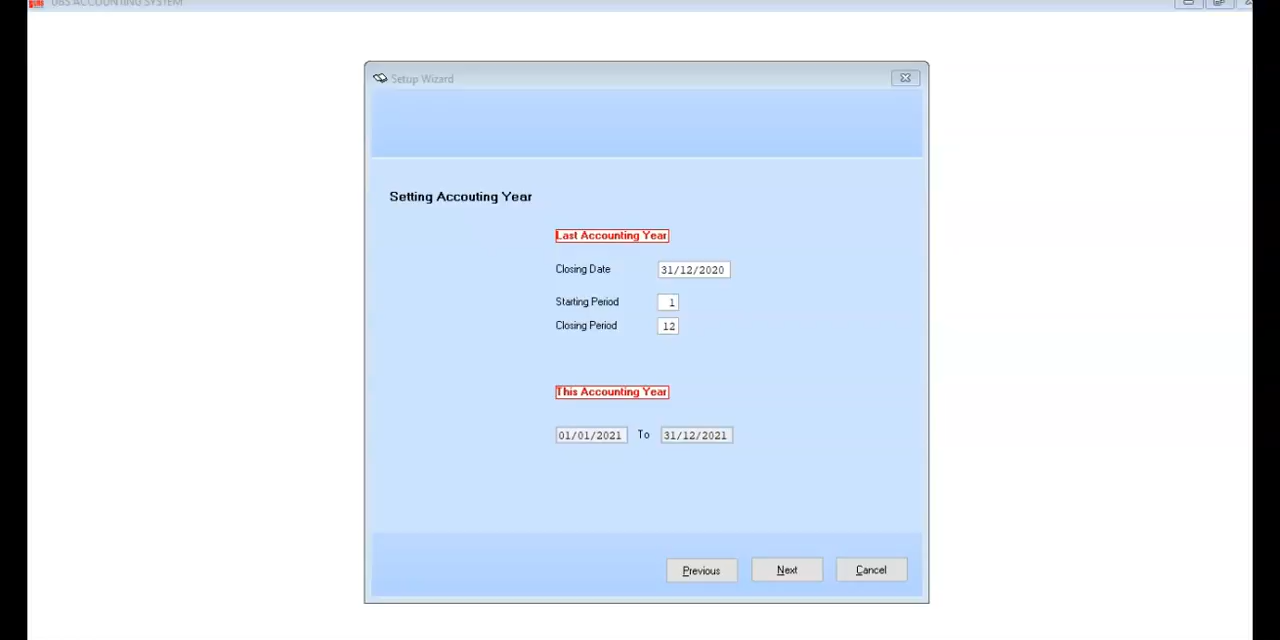 UBS ACCOUNTING SYSTEM
Setup Wizard
Setting Accouting Year
Last Accounting Year
Closing Date 31/12/2020
Starting Period 1
Closing Period 12
This Accounting Year
01/01/2021 To 31/12/2021
Previous Next Cancel